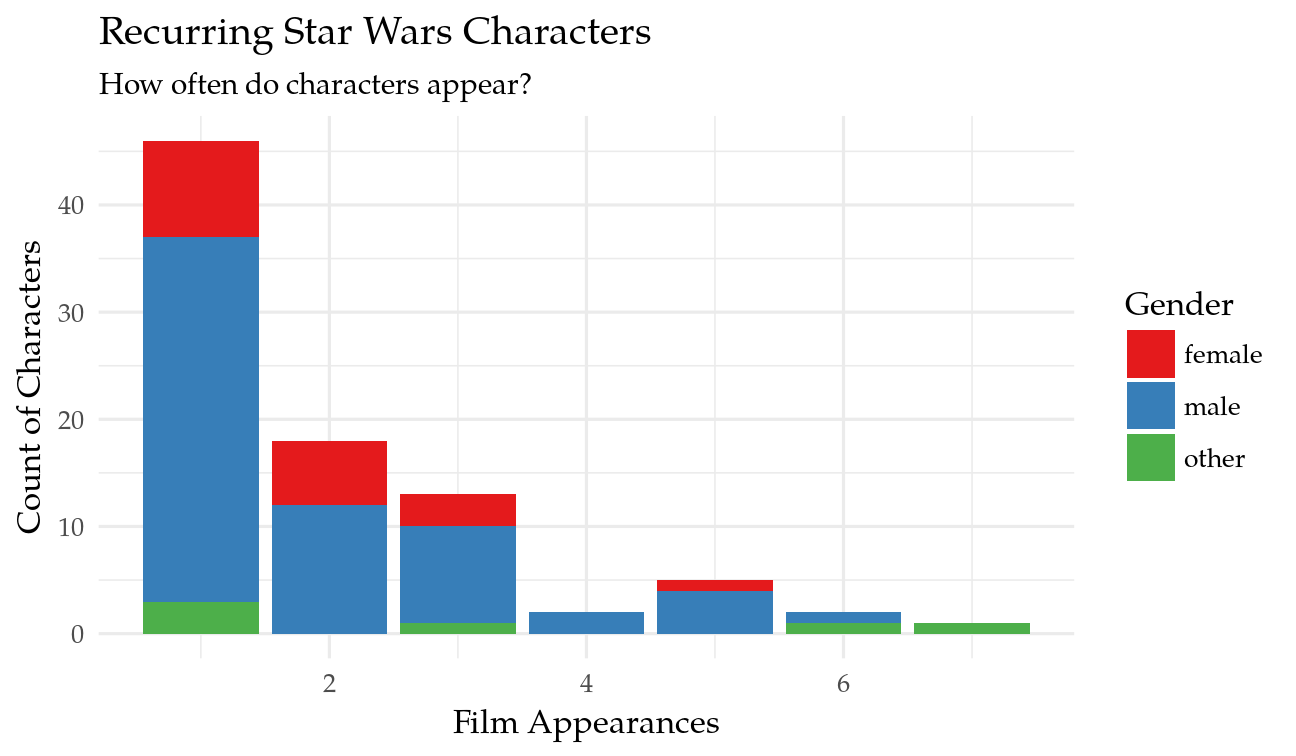 Recurring Star Wars Characters
How often do characters appear?
Count of Characters
40
30
20
10
0
2
4
6
Film Appearances
Gender
female
male
other